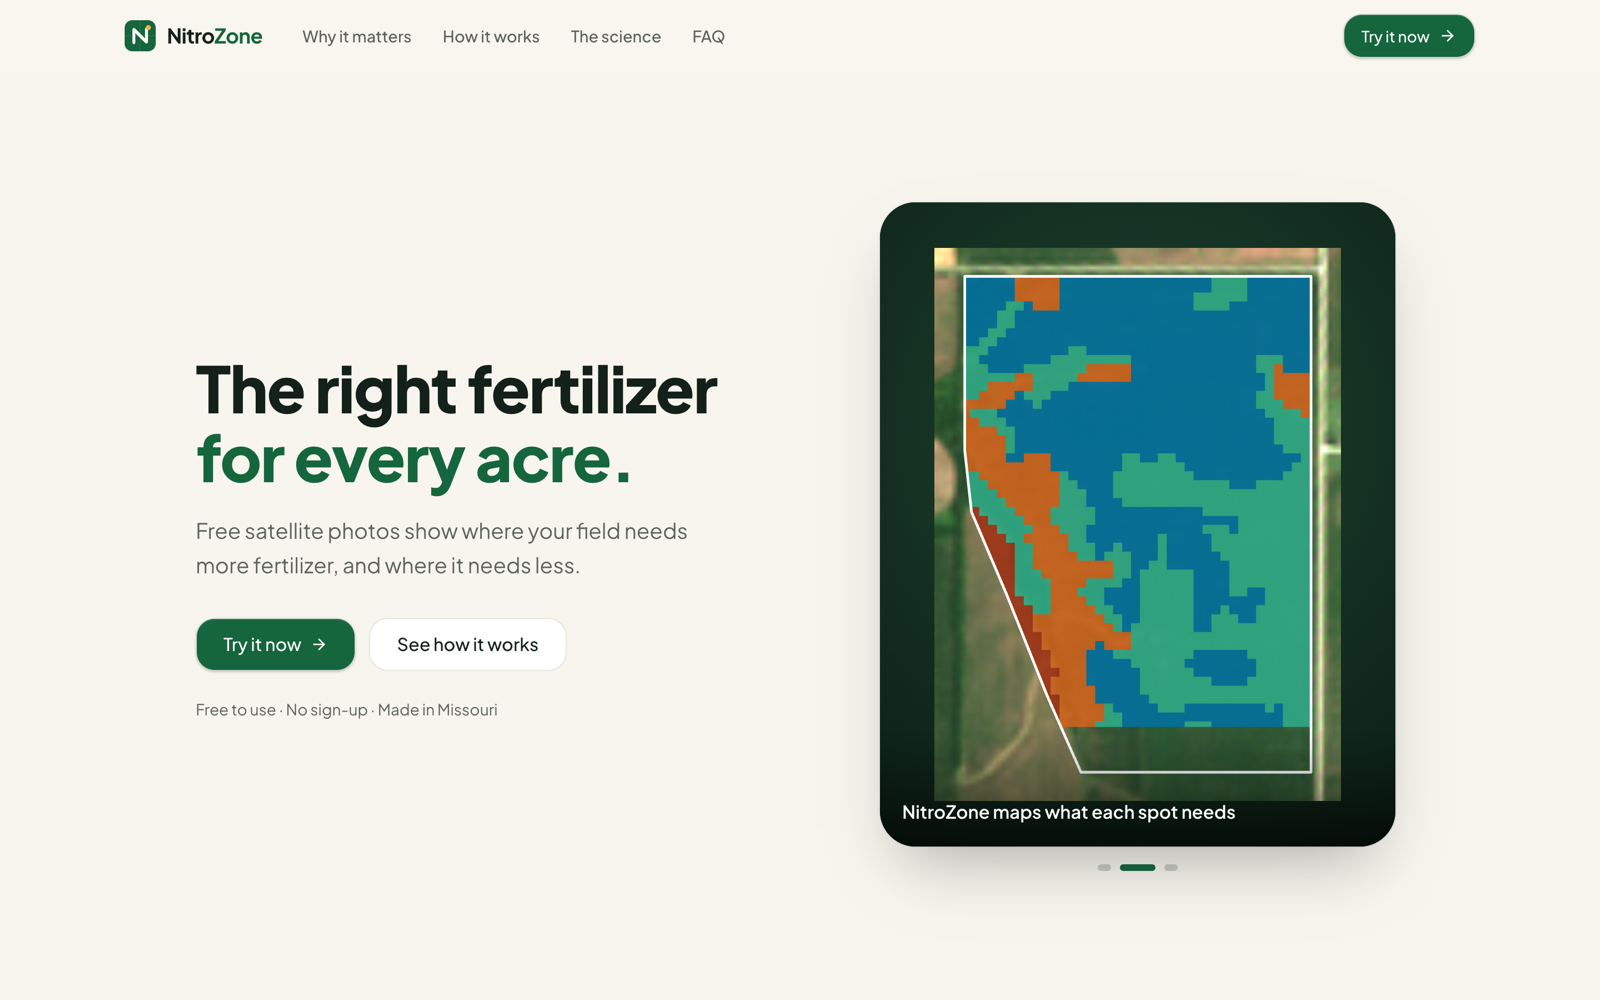 NitroZone
Why it matters
How it works
The science
FAQ
Try it now
The right fertilizer
for every acre.
Free satellite photos show where your field needs
more fertilizer, and where it needs less.
Try it now
See how it works
Free to use · No sign-up · Made in Missouri
NitroZone maps what each spot needs